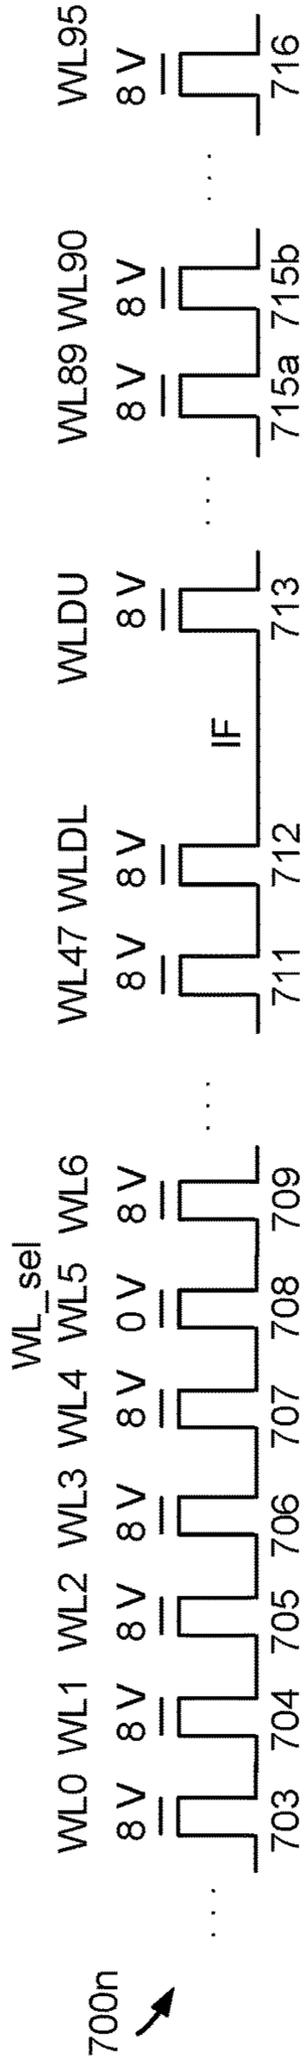 WL_sel
WL0 WL1 WL2 WL3 WL4 WL5 WL6 WL47 WLDL WLDU WL89 WL90 WL95
8 V 8 V 8 V 8 V 8 V 0 V 8 V 8 V 8 V 8 V 8 V 8 V 8 V
700n ... ... IF ... ...
703 704 705 706 707 708 709 711 712 713 715a 715b 716